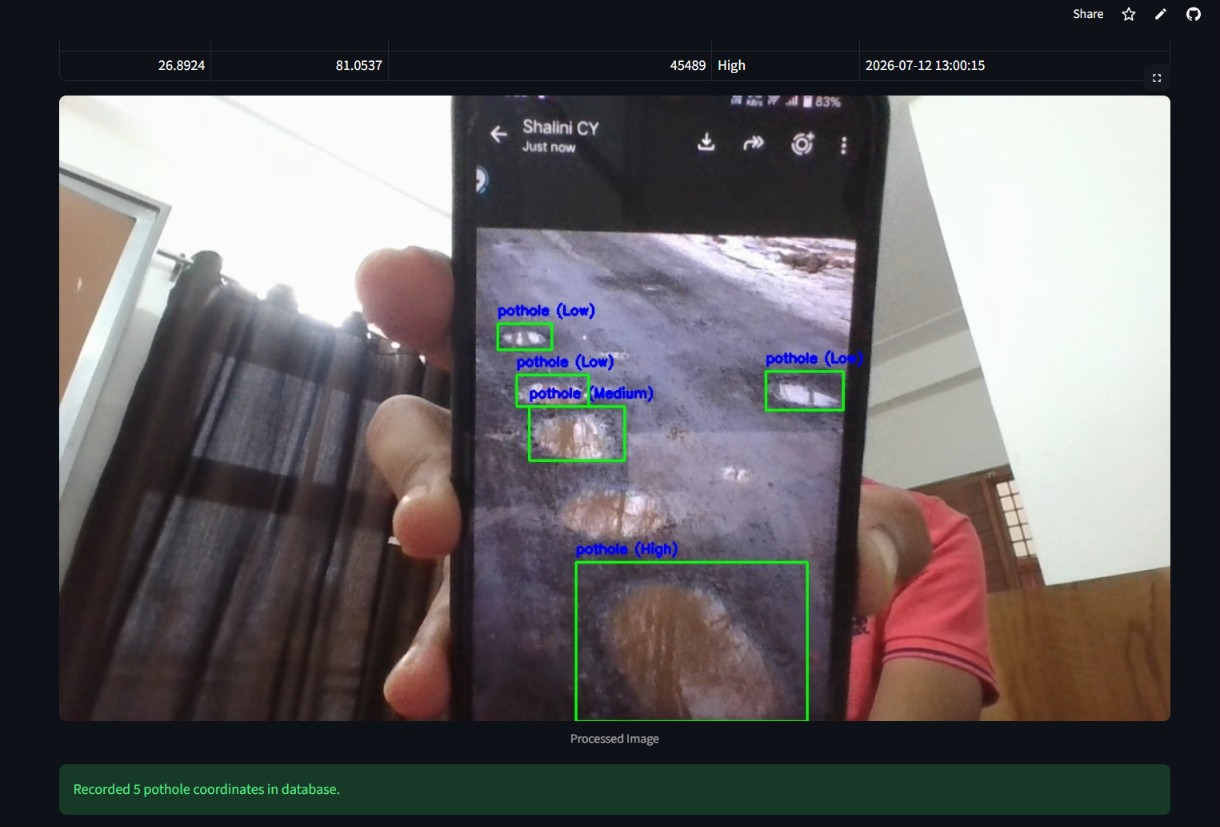 Share
26.8924 81.0537 45489 High 2026-07-12 13:00:15
83%
Shalini CY
Just now
pothole (Low)
pothole (Low)
pothole (Low)
pothole (Medium)
pothole (High)
Processed Image
Recorded 5 pothole coordinates in database.